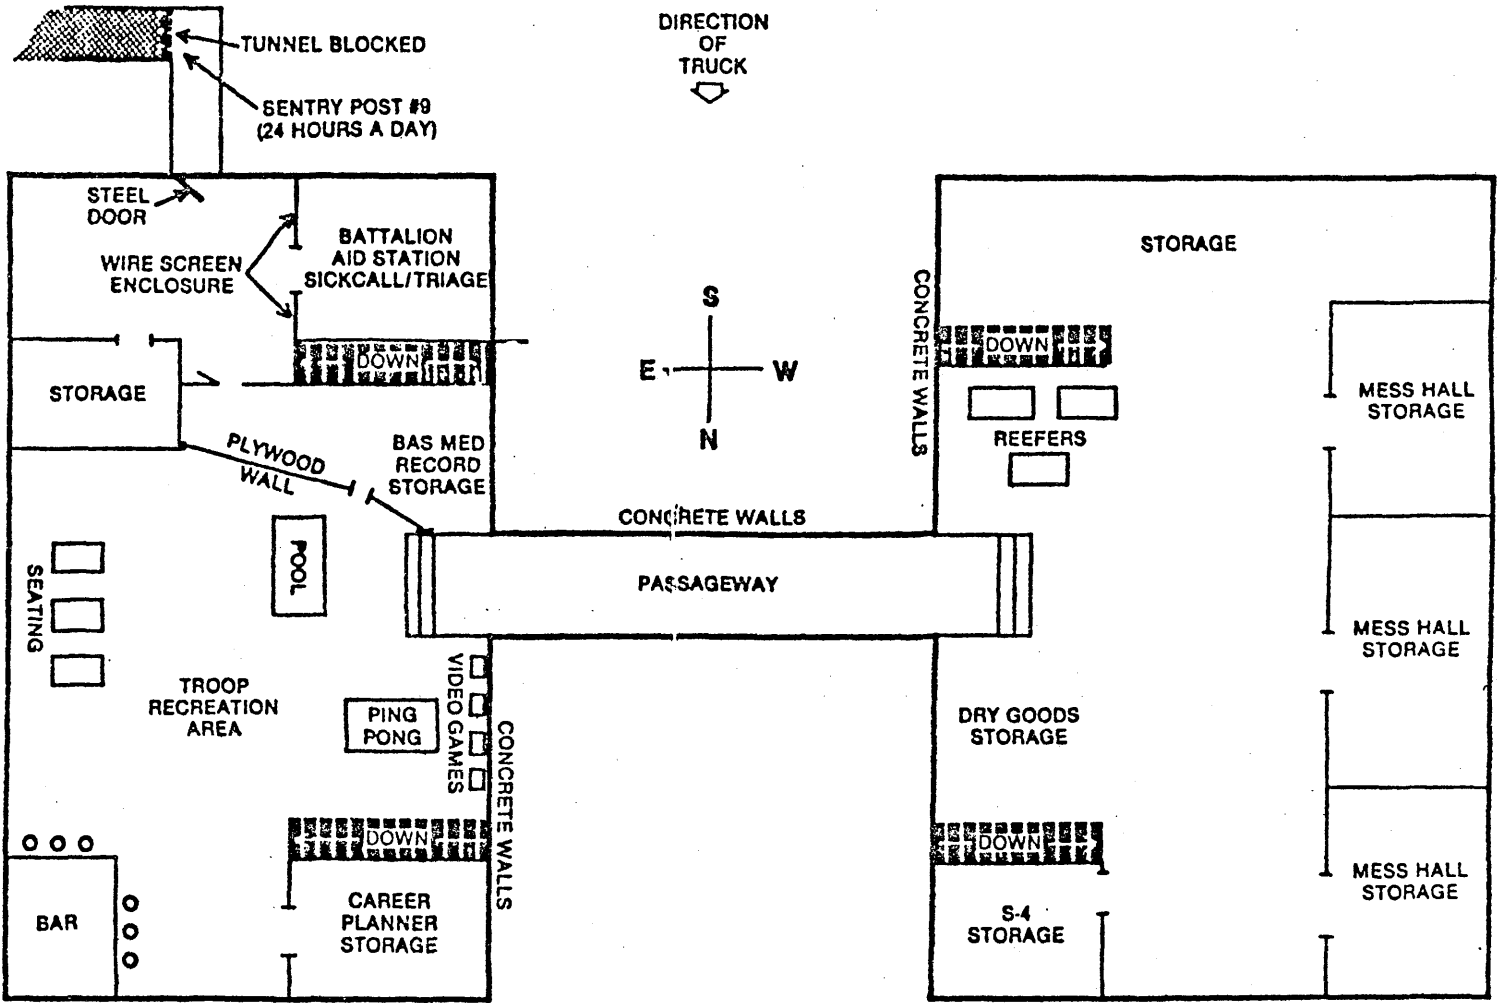 DIRECTION
OF
TRUCK
TUNNEL BLOCKED
SENTRY POST #9
(24 HOURS A DAY)
STEEL
DOOR
WIRE SCREEN
ENCLOSURE
BATTALION
AID STATION
SICKCALL/TRIAGE
DOWN
STORAGE
PLYWOOD
WALL
BAS MED
RECORD
STORAGE
S
E
W
N
CONCRETE WALLS
PASSAGEWAY
SEATING
POOL
TROOP
RECREATION
AREA
PING
PONG
VIDEO GAMES
CONCRETE WALLS
DOWN
BAR
CAREER
PLANNER
STORAGE
CONCRETE WALLS
STORAGE
DOWN
REEFERS
MESS HALL
STORAGE
MESS HALL
STORAGE
DRY GOODS
STORAGE
DOWN
S-4
STORAGE
MESS HALL
STORAGE